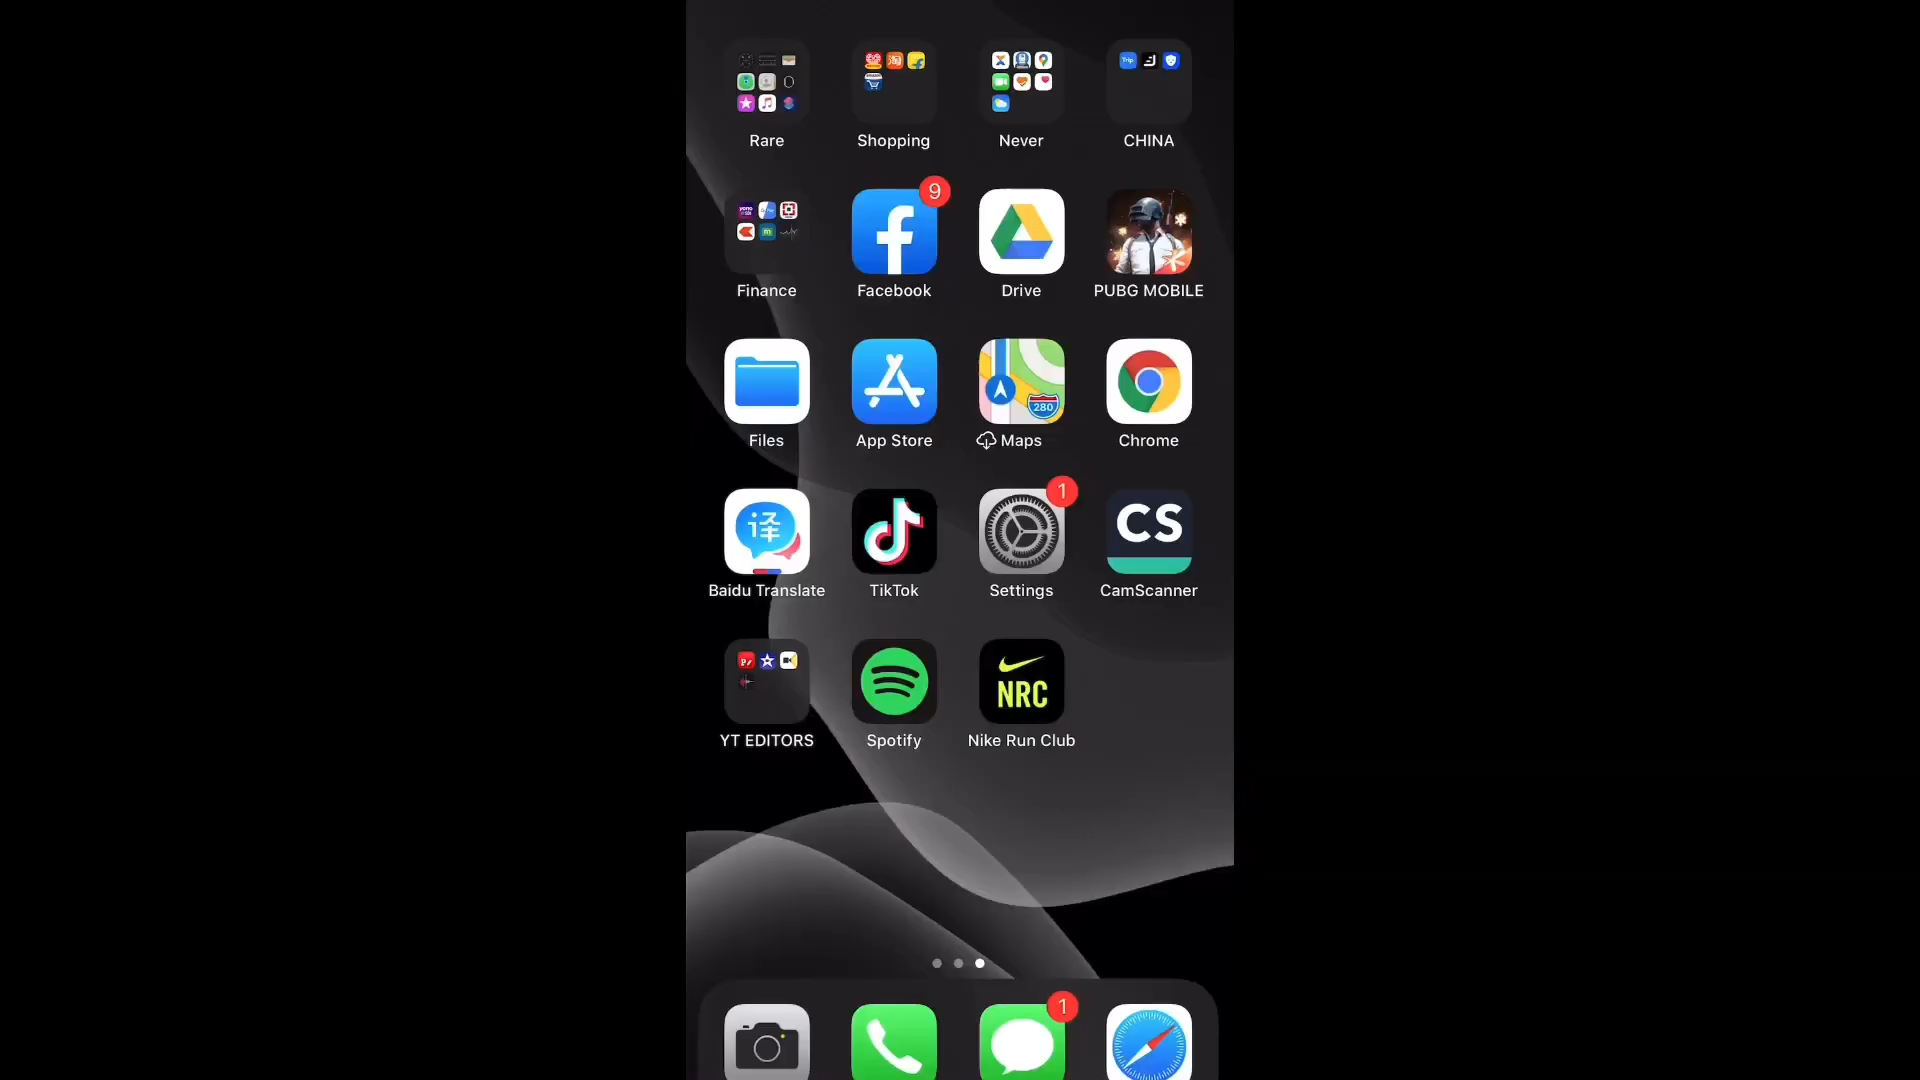 Rare
Shopping
Never
CHINA
9
Finance
Facebook
Drive
PUBG MOBILE
280
Files
App Store
Maps
Chrome
译
1
CS
Baidu Translate
TikTok
Settings
CamScanner
NRC
YT EDITORS
Spotify
Nike Run Club
1